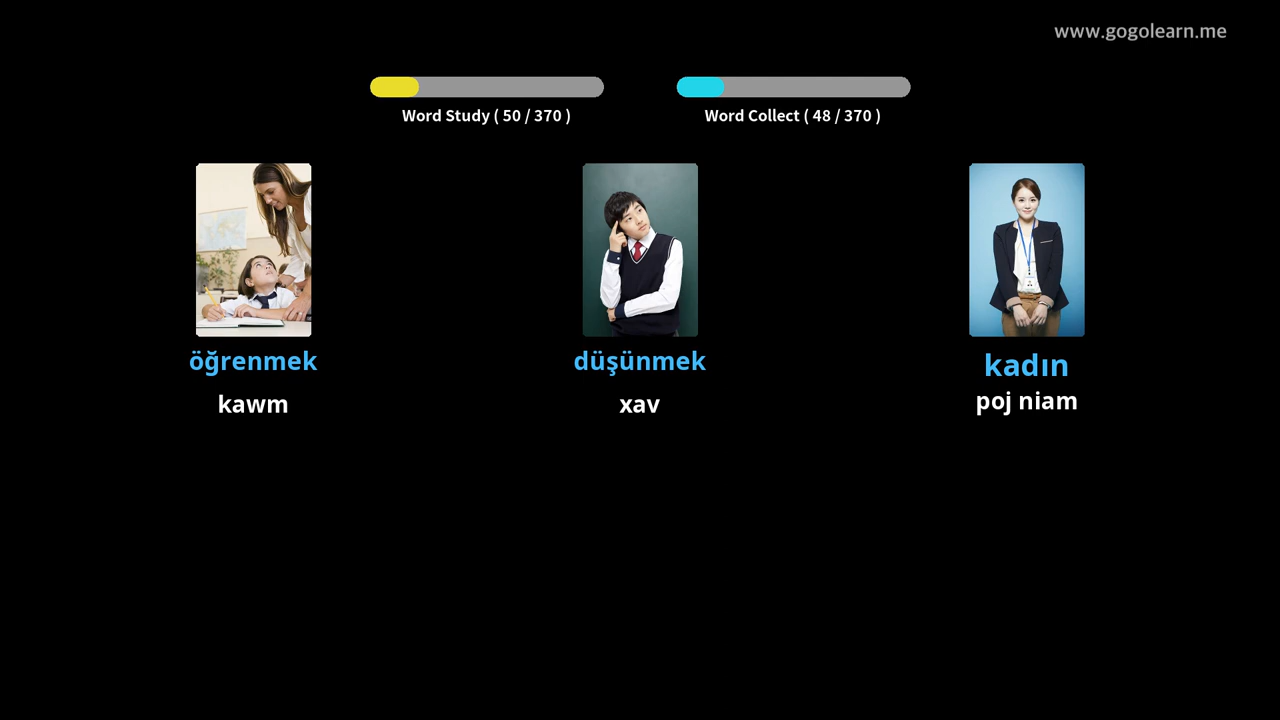 www.gogolearn.me
Word Study ( 50 / 370 )
Word Collect ( 48 / 370 )
öğrenmek
kawm
düşünmek
xav
kadın
poj niam